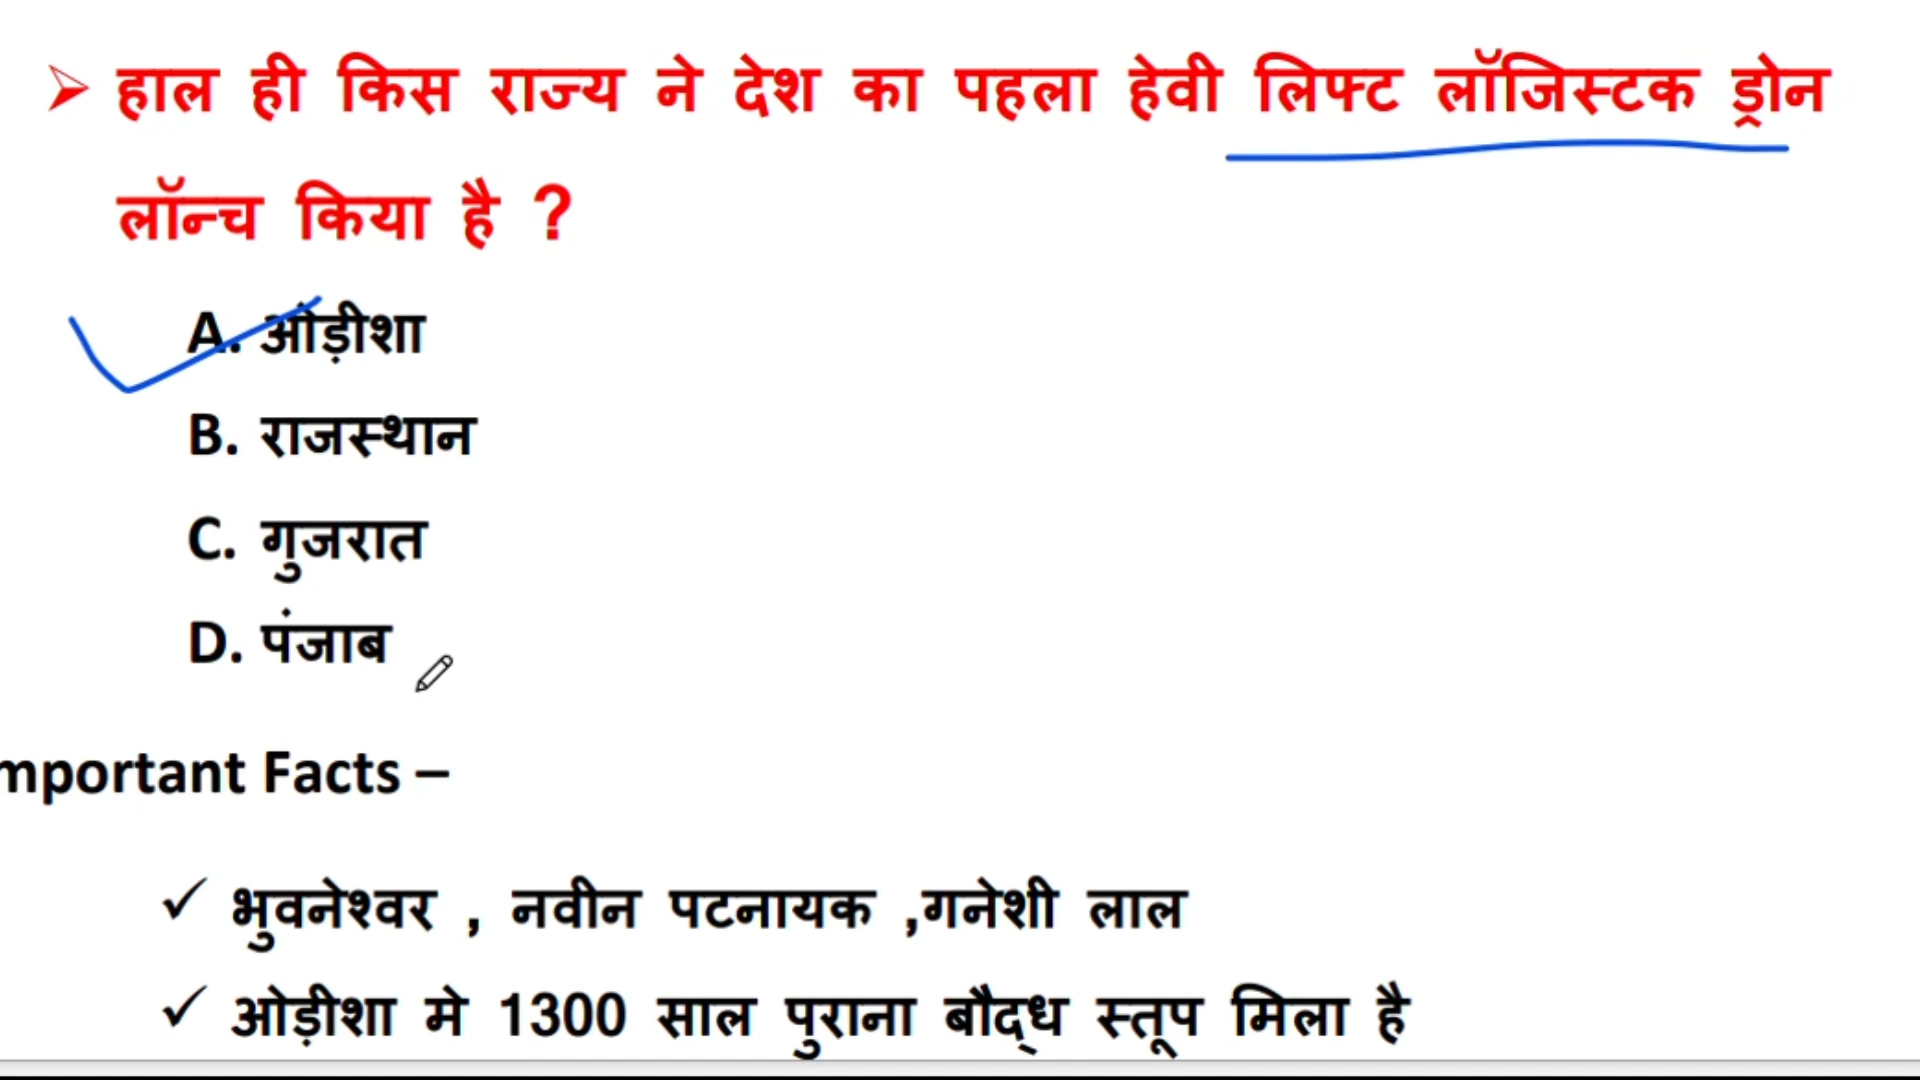 ➢ हाल ही किस राज्य ने देश का पहला हेवी लिफ्ट लॉजिस्टक ड्रोन
लॉन्च किया है ?
A. ओड़ीशा
B. राजस्थान
C. गुजरात
D. पंजाब
mportant Facts –
✓ भुवनेश्वर , नवीन पटनायक ,गनेशी लाल
✓ ओड़ीशा मे 1300 साल पुराना बौद्ध स्तूप मिला है